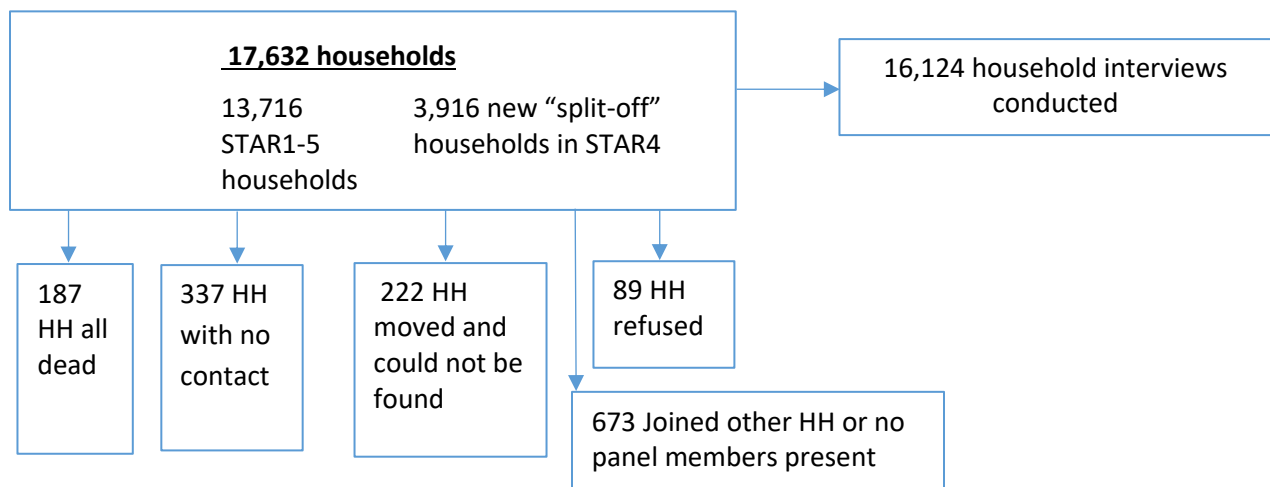 17,632 households
13,716
STAR1-5
households
3,916 new “split-off”
households in STAR4
16,124 household interviews
conducted
187
HH all
dead
337 HH
with no
contact
222 HH
moved and
could not be
found
89 HH
refused
673 Joined other HH or no
panel members present